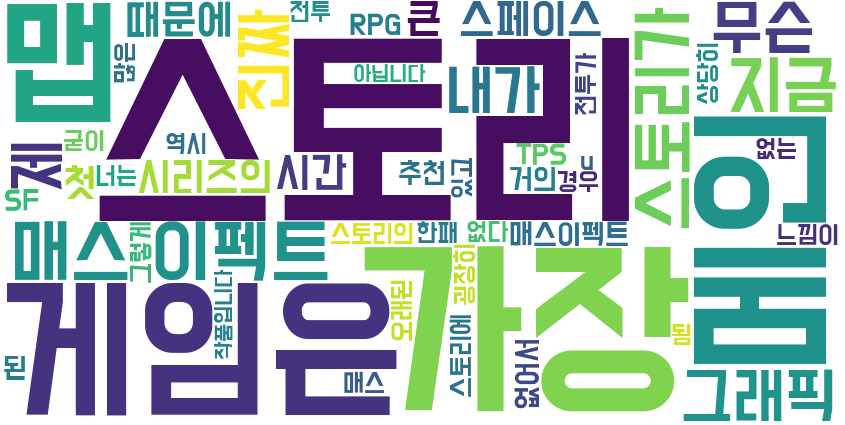 맵
때문에
전투
RPG
큰
스페이스
무슨
많은
진짜
스토리
아닙니다
내가
전투가
스토리가
상당히
지금
제
굳이
역시
첫
너는
시리즈의
시간
추천
있고
TPS
거의
경우
이
없는
SF
매스이펙트
그렇게
스토리의
한패
없다
매스이펙트
느낌이
게임은
작품입니다
가장
오래된
굉장히
스토리에
없어서
됨
된
매스
그래픽